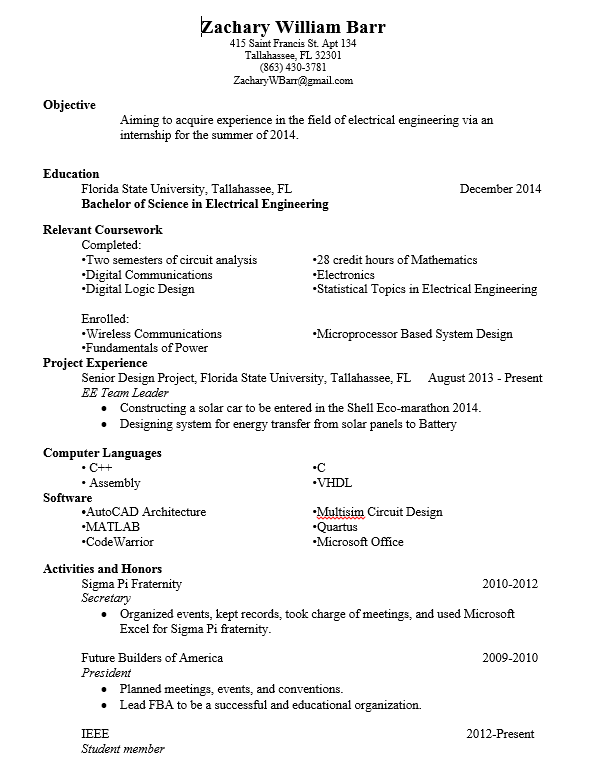 Zachary William Barr
415 Saint Francis St. Apt 134
Tallahassee, FL 32301
(863) 430-3781
ZacharyWBarr@gmail.com
Objective
Aiming to acquire experience in the field of electrical engineering via an
internship for the summer of 2014.
Education
Florida State University, Tallahassee, FL December 2014
Bachelor of Science in Electrical Engineering
Relevant Coursework
Completed:
•Two semesters of circuit analysis •28 credit hours of Mathematics
•Digital Communications •Electronics
•Digital Logic Design •Statistical Topics in Electrical Engineering
Enrolled:
•Wireless Communications •Microprocessor Based System Design
•Fundamentals of Power
Project Experience
Senior Design Project, Florida State University, Tallahassee, FL August 2013 - Present
EE Team Leader
• Constructing a solar car to be entered in the Shell Eco-marathon 2014.
• Designing system for energy transfer from solar panels to Battery
Computer Languages
• C++ •C
• Assembly •VHDL
Software
•AutoCAD Architecture •Multisim Circuit Design
•MATLAB •Quartus
•CodeWarrior •Microsoft Office
Activities and Honors
Sigma Pi Fraternity 2010-2012
Secretary
• Organized events, kept records, took charge of meetings, and used Microsoft
Excel for Sigma Pi fraternity.
Future Builders of America 2009-2010
President
• Planned meetings, events, and conventions.
• Lead FBA to be a successful and educational organization.
IEEE 2012-Present
Student member